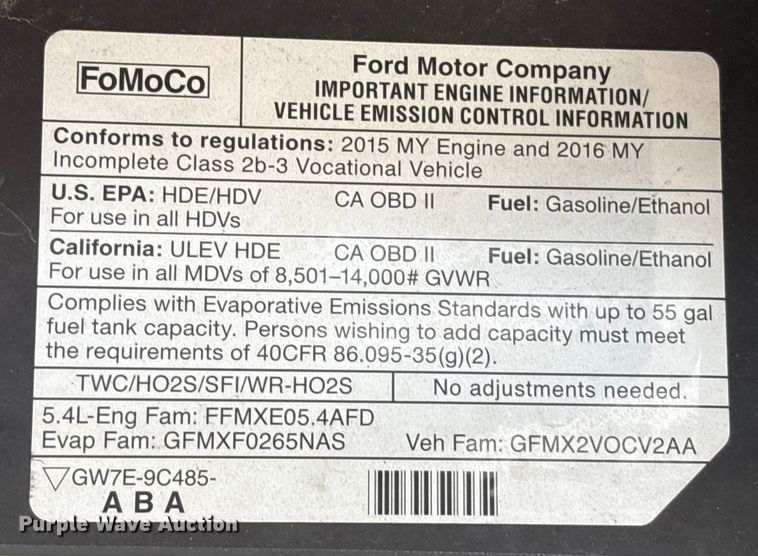 FoMoCo
Ford Motor Company
IMPORTANT ENGINE INFORMATION/
VEHICLE EMISSION CONTROL INFORMATION
Conforms to regulations: 2015 MY Engine and 2016 MY
Incomplete Class 2b-3 Vocational Vehicle
U.S. EPA: HDE/HDV CA OBD II Fuel: Gasoline/Ethanol
For use in all HDVs
California: ULEV HDE CA OBD II Fuel: Gasoline/Ethanol
For use in all MDVs of 8,501–14,000# GVWR
Complies with Evaporative Emissions Standards with up to 55 gal
fuel tank capacity. Persons wishing to add capacity must meet
the requirements of 40CFR 86.095-35(g)(2).
TWC/HO2S/SFI/WR-HO2S No adjustments needed.
5.4L-Eng Fam: FFMXE05.4AFD
Evap Fam: GFMXF0265NAS Veh Fam: GFMX2VOCV2AA
GW7E-9C485-
A B A
Purple Wave Auction